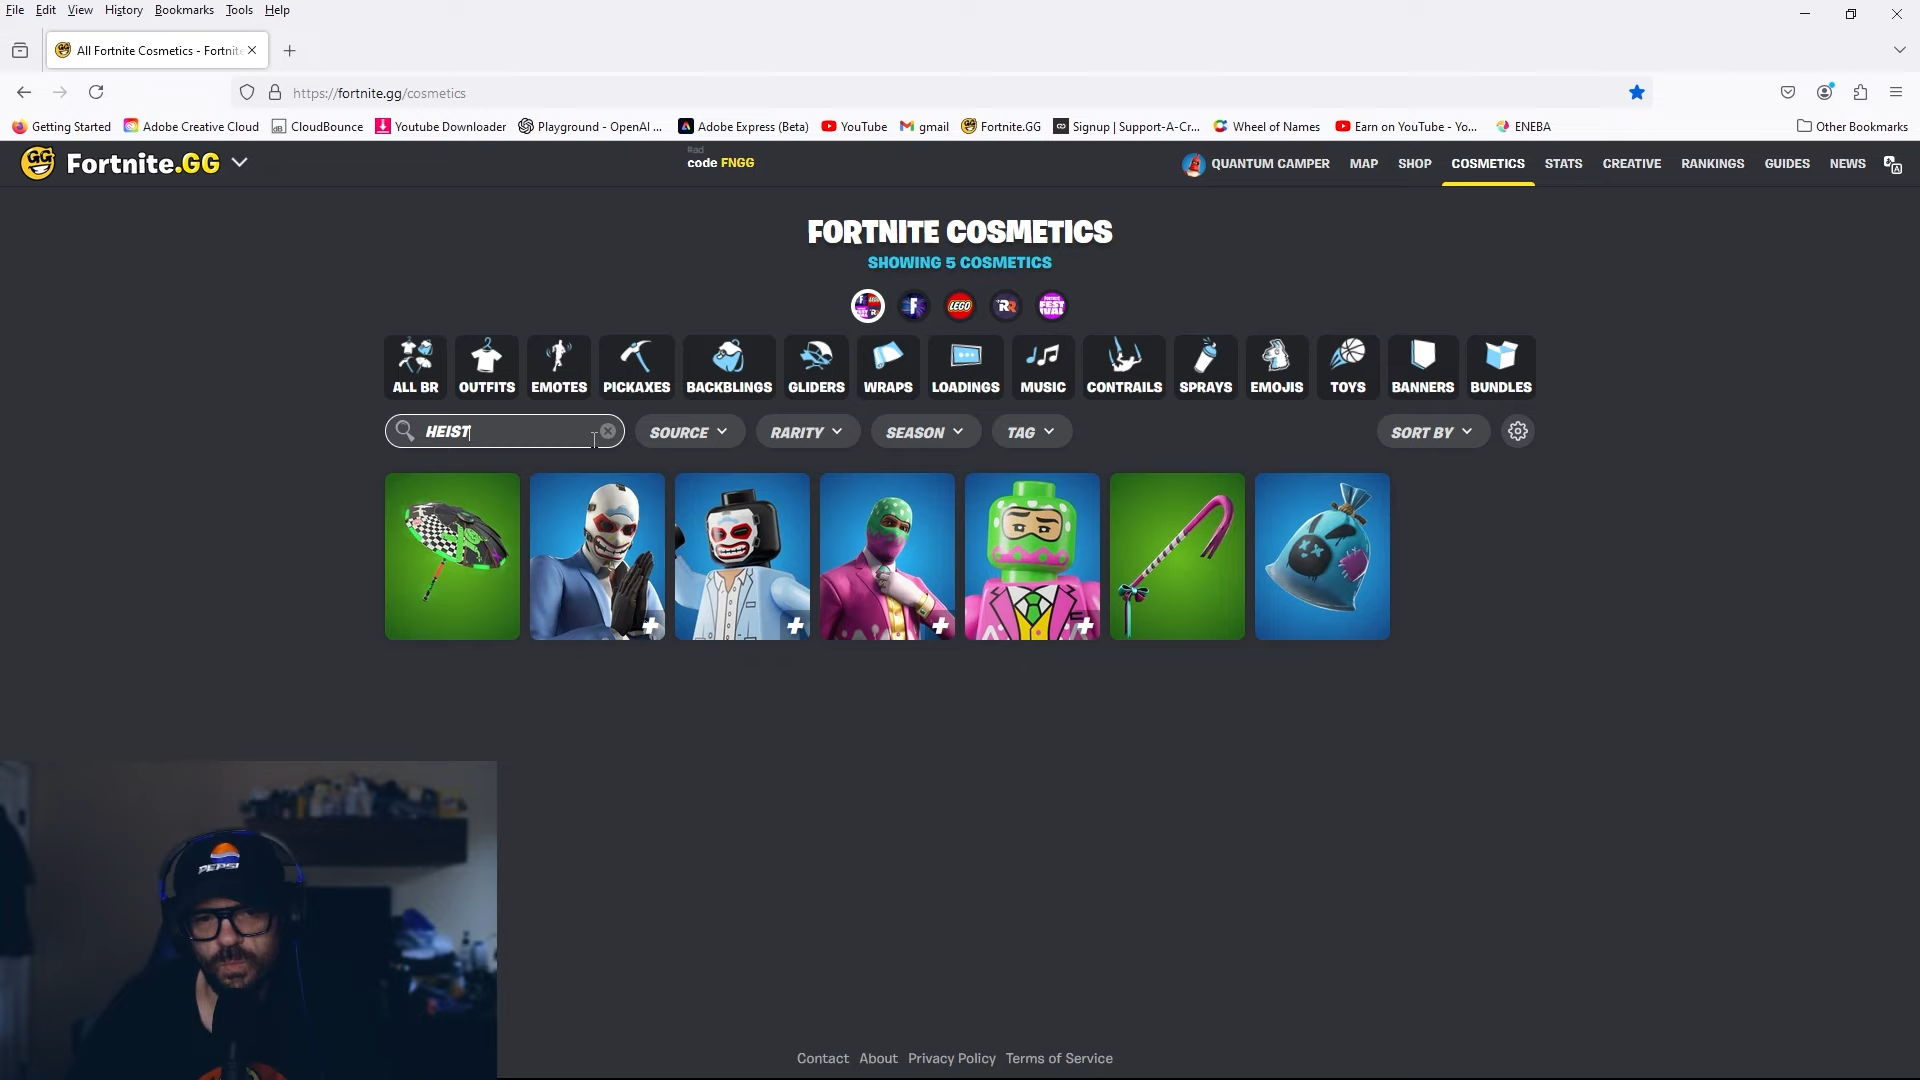 File Edit View History Bookmarks Tools Help
All Fortnite Cosmetics - Fortnite
https://fortnite.gg/cosmetics
Getting Started Adobe Creative Cloud CloudBounce Youtube Downloader Playground - OpenAI ... Adobe Express (Beta) YouTube gmail Fortnite.GG Signup | Support-A-Cr... Wheel of Names Earn on YouTube - Yo... ENEBA Other Bookmarks
Fortnite.GG
#ad
code FNGG
QUANTUM CAMPER MAP SHOP COSMETICS STATS CREATIVE RANKINGS GUIDES NEWS
FORTNITE COSMETICS
SHOWING 5 COSMETICS
ALL BR OUTFITS EMOTES PICKAXES BACKBLINGS GLIDERS WRAPS LOADINGS MUSIC CONTRAILS SPRAYS EMOJIS TOYS BANNERS BUNDLES
HEIST SOURCE RARITY SEASON TAG SORT BY
PEPSI
Contact About Privacy Policy Terms of Service